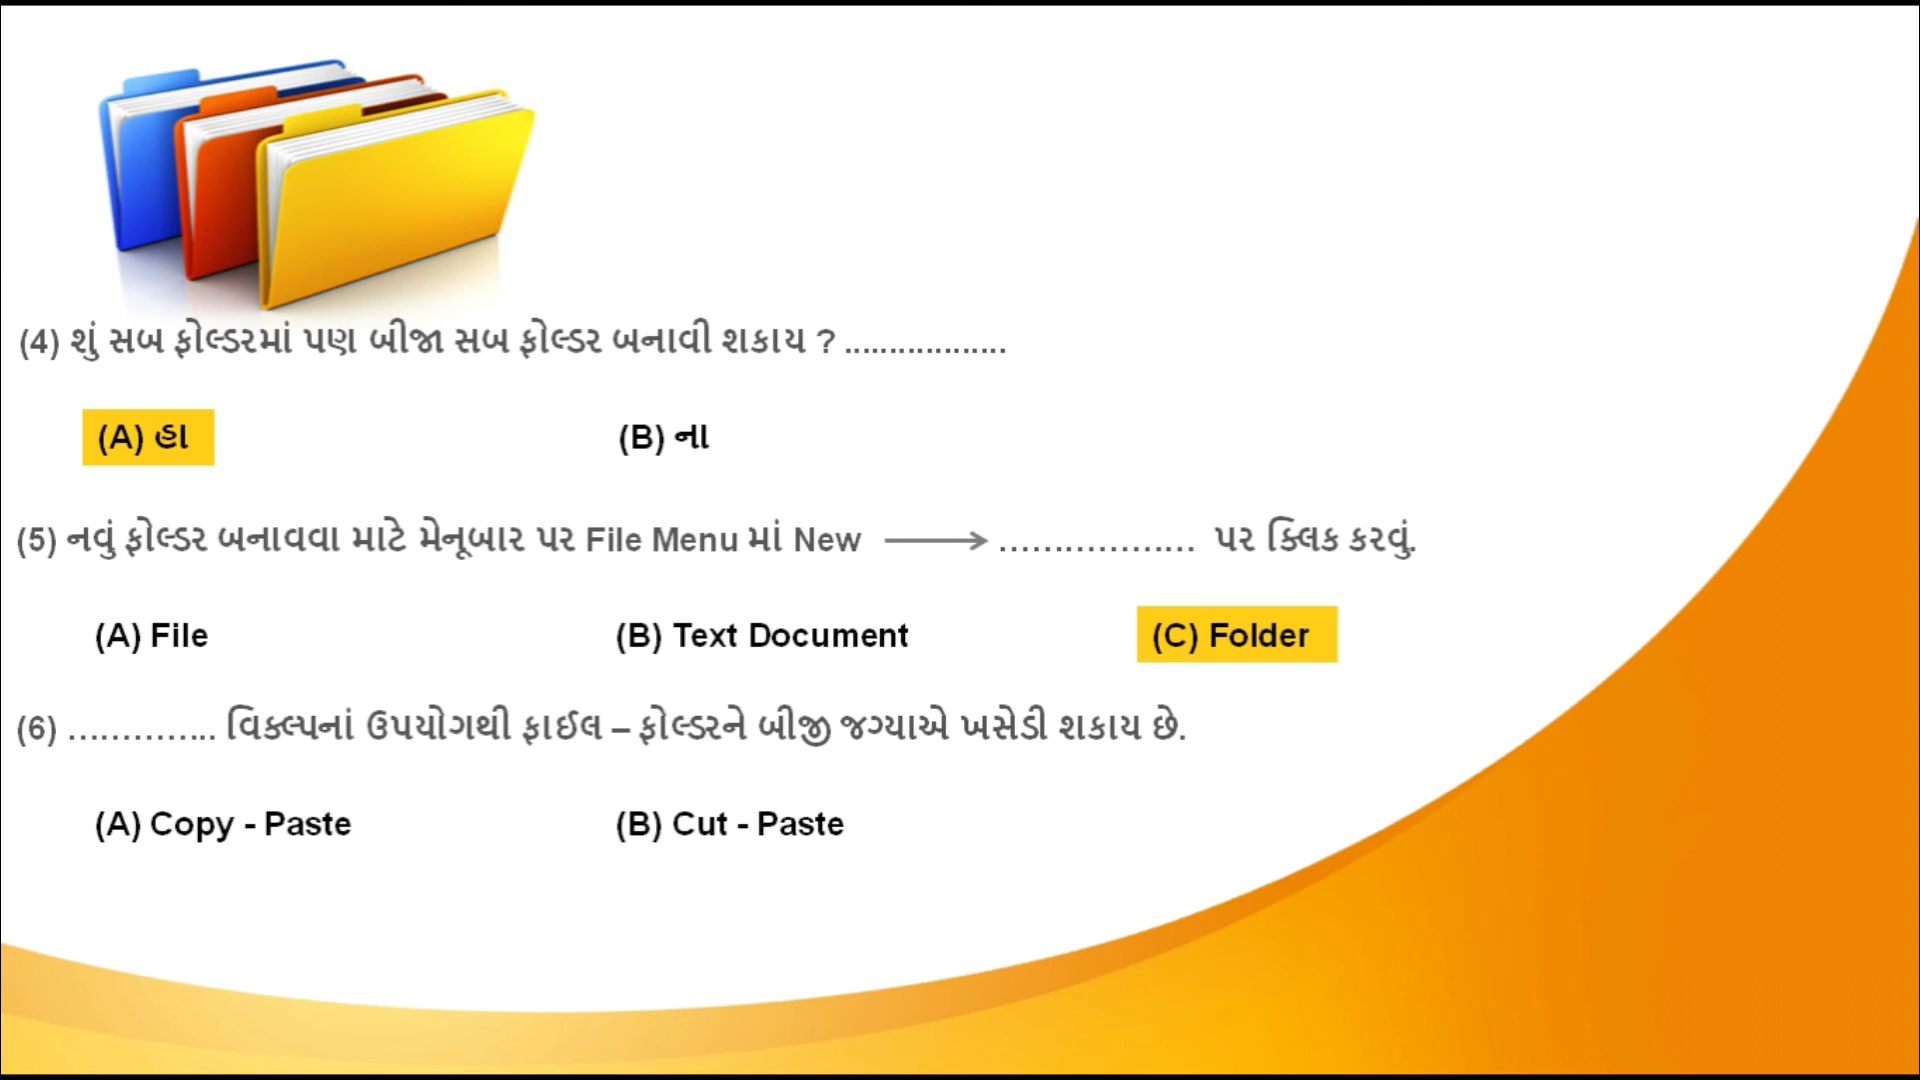 (4) શું સબ ફોલ્ડરમાં પણ બીજા સબ ફોલ્ડર બનાવી શકાય ? ..................
(A) હા (B) ના
(5) નવું ફોલ્ડર બનાવવા માટે મેનૂબાર પર File Menu માં New ⟶ .................. પર ક્લિક કરવું.
(A) File (B) Text Document (C) Folder
(6) .............. વિકલ્પનાં ઉપયોગથી ફાઈલ – ફોલ્ડરને બીજી જગ્યાએ ખસેડી શકાય છે.
(A) Copy - Paste (B) Cut - Paste